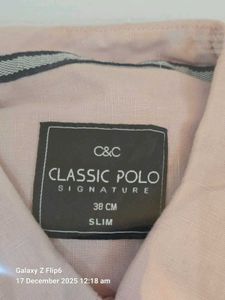 C&C
CLASSIC POLO
SIGNATURE
38 CM
SLIM
Galaxy Z Flip6
17 December 2025 12:18 am